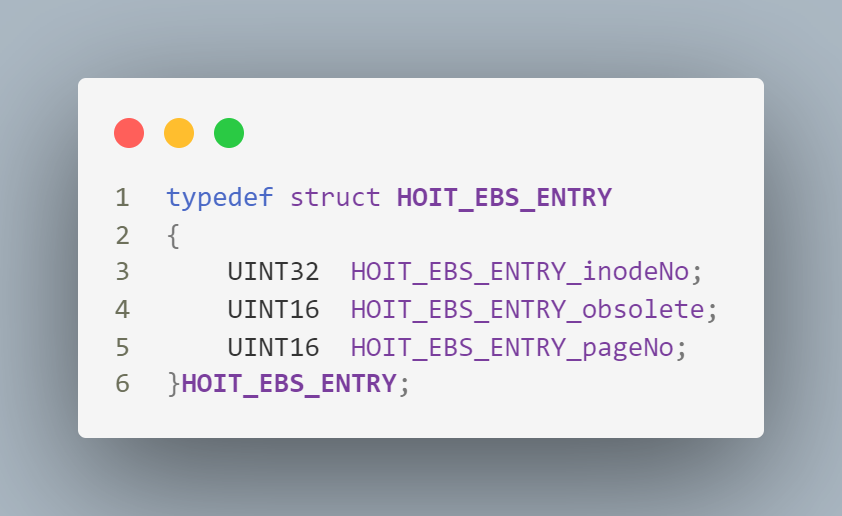 1 typedef struct HOIT_EBS_ENTRY
2 {
3     UINT32  HOIT_EBS_ENTRY_inodeNo;
4     UINT16  HOIT_EBS_ENTRY_obsolete;
5     UINT16  HOIT_EBS_ENTRY_pageNo;
6 }HOIT_EBS_ENTRY;